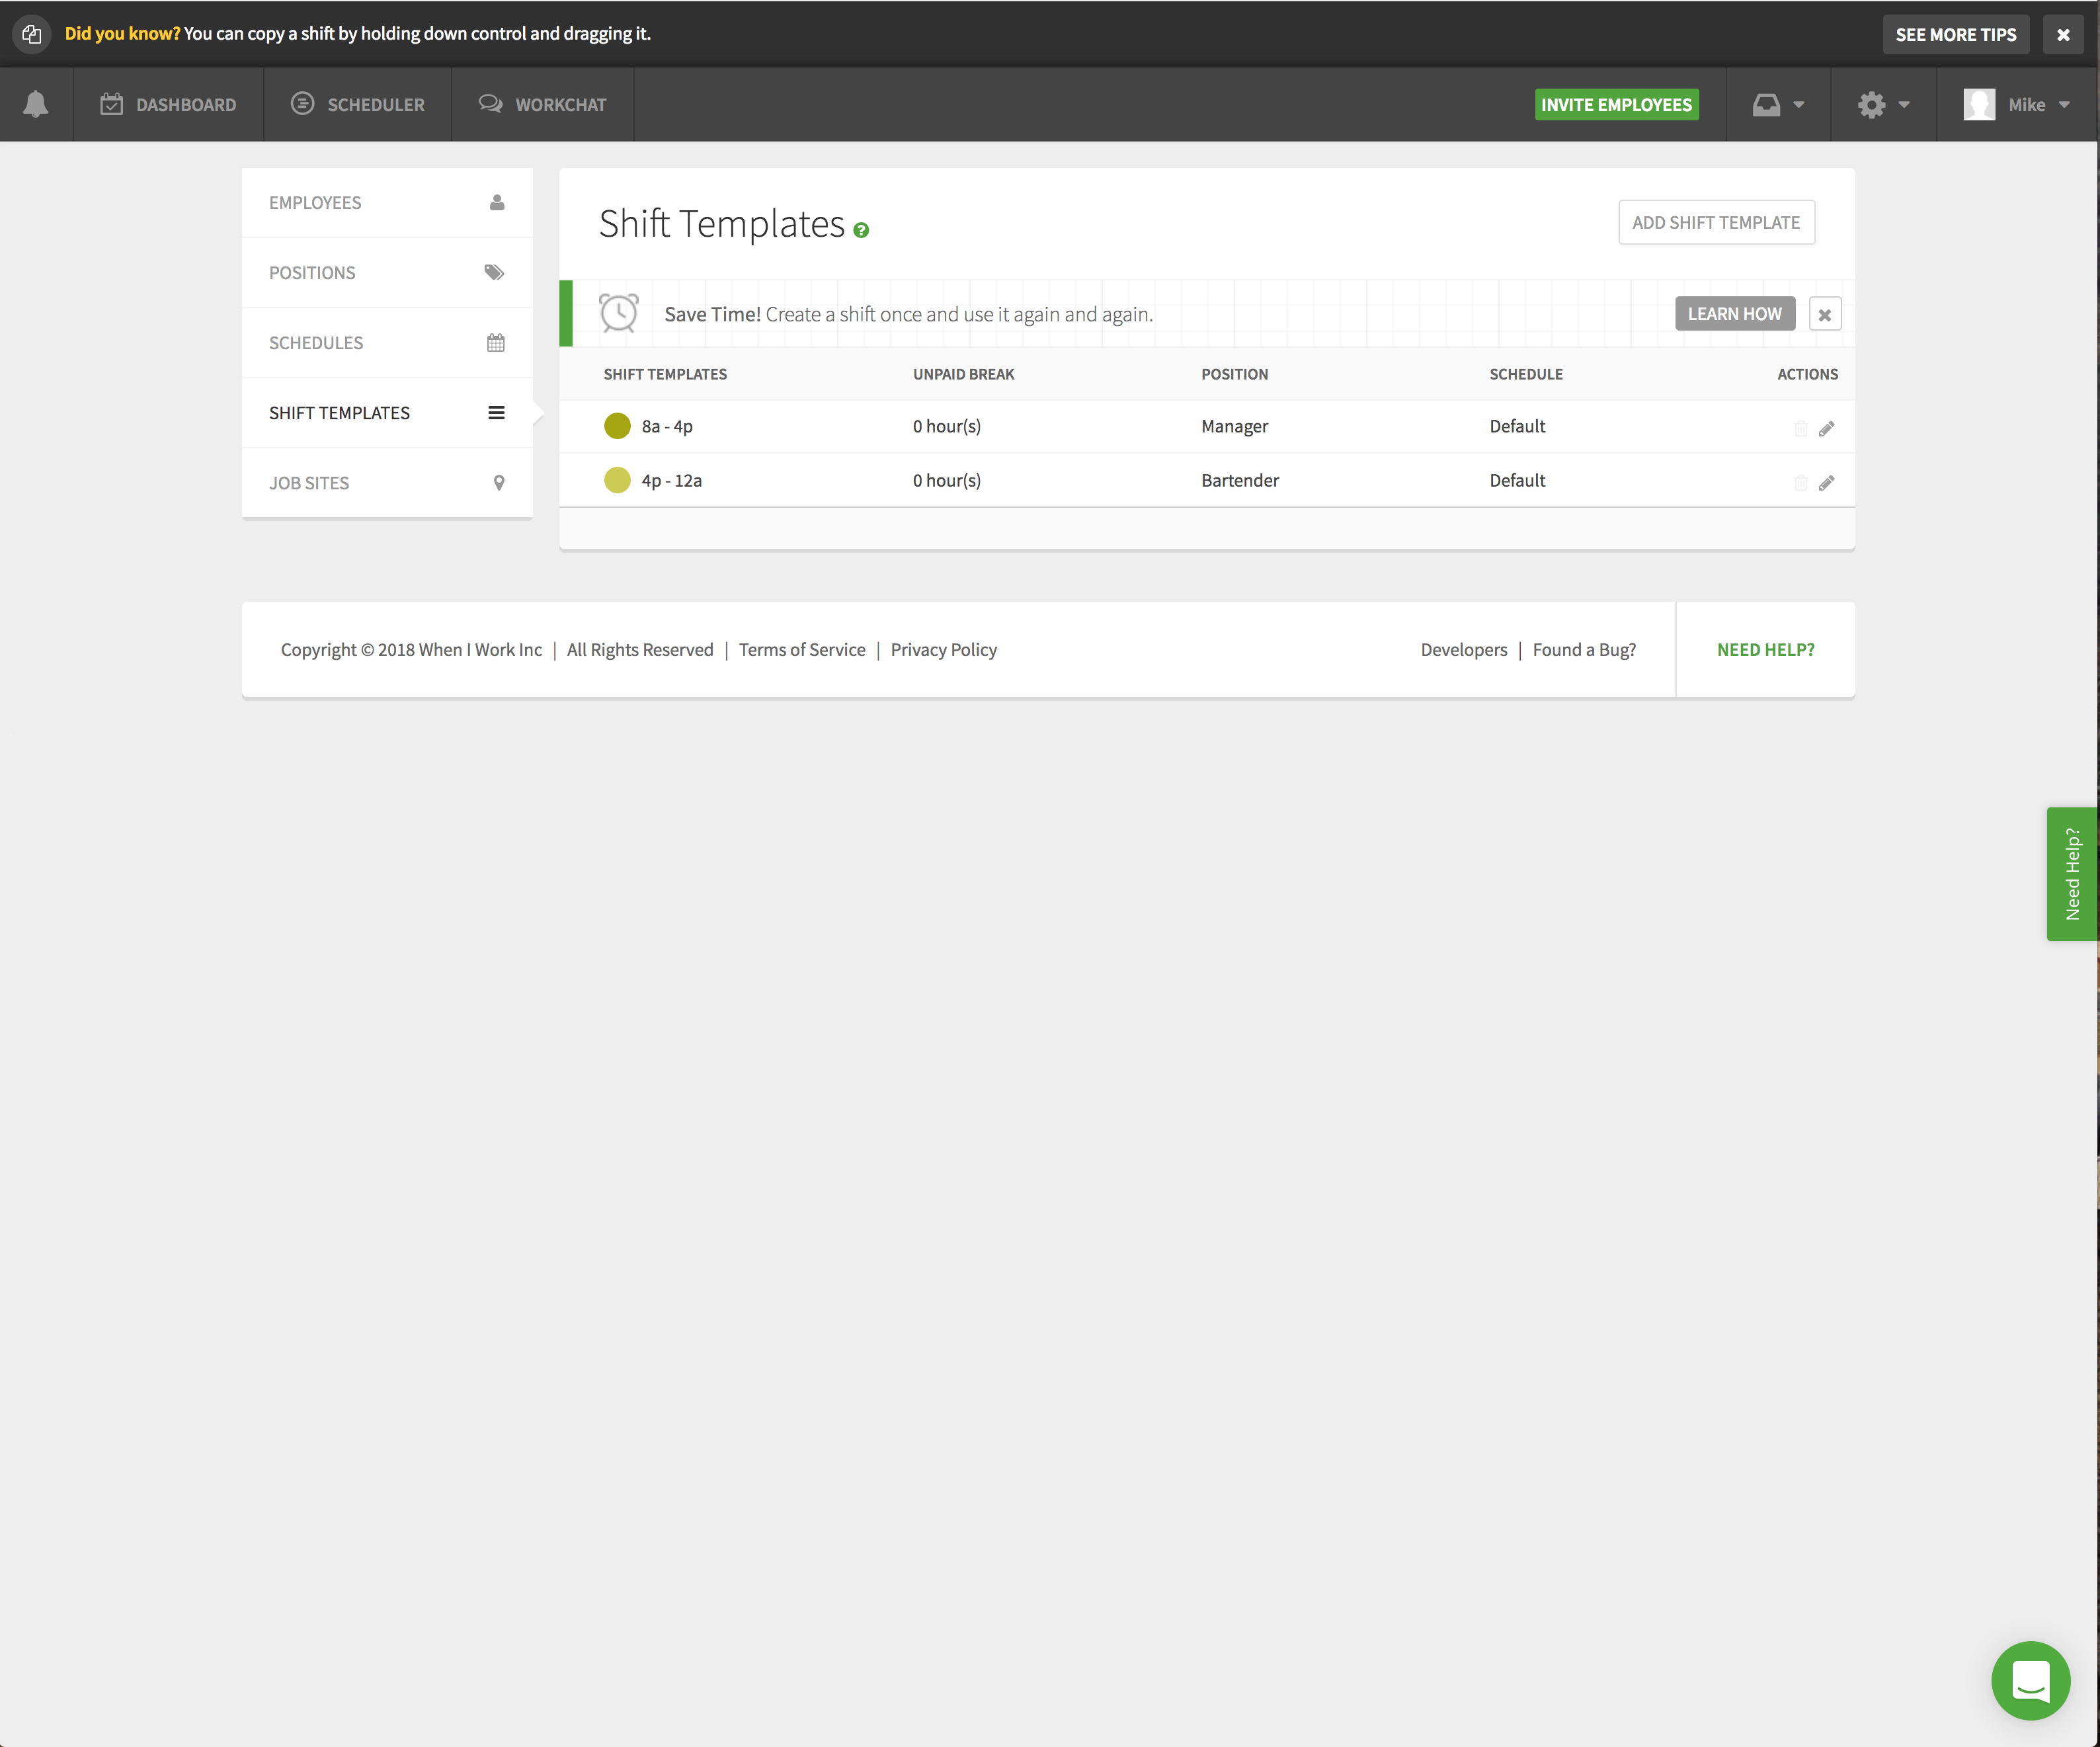 Did you know? You can copy a shift by holding down control and dragging it.
SEE MORE TIPS
DASHBOARD
SCHEDULER
WORKCHAT
INVITE EMPLOYEES
Mike
EMPLOYEES
POSITIONS
SCHEDULES
SHIFT TEMPLATES
JOB SITES
Shift Templates ?
ADD SHIFT TEMPLATE
Save Time! Create a shift once and use it again and again.
LEARN HOW
SHIFT TEMPLATES UNPAID BREAK POSITION SCHEDULE ACTIONS
8a - 4p 0 hour(s) Manager Default
4p - 12a 0 hour(s) Bartender Default
Copyright © 2018 When I Work Inc | All Rights Reserved | Terms of Service | Privacy Policy
Developers | Found a Bug?
NEED HELP?
Need Help?